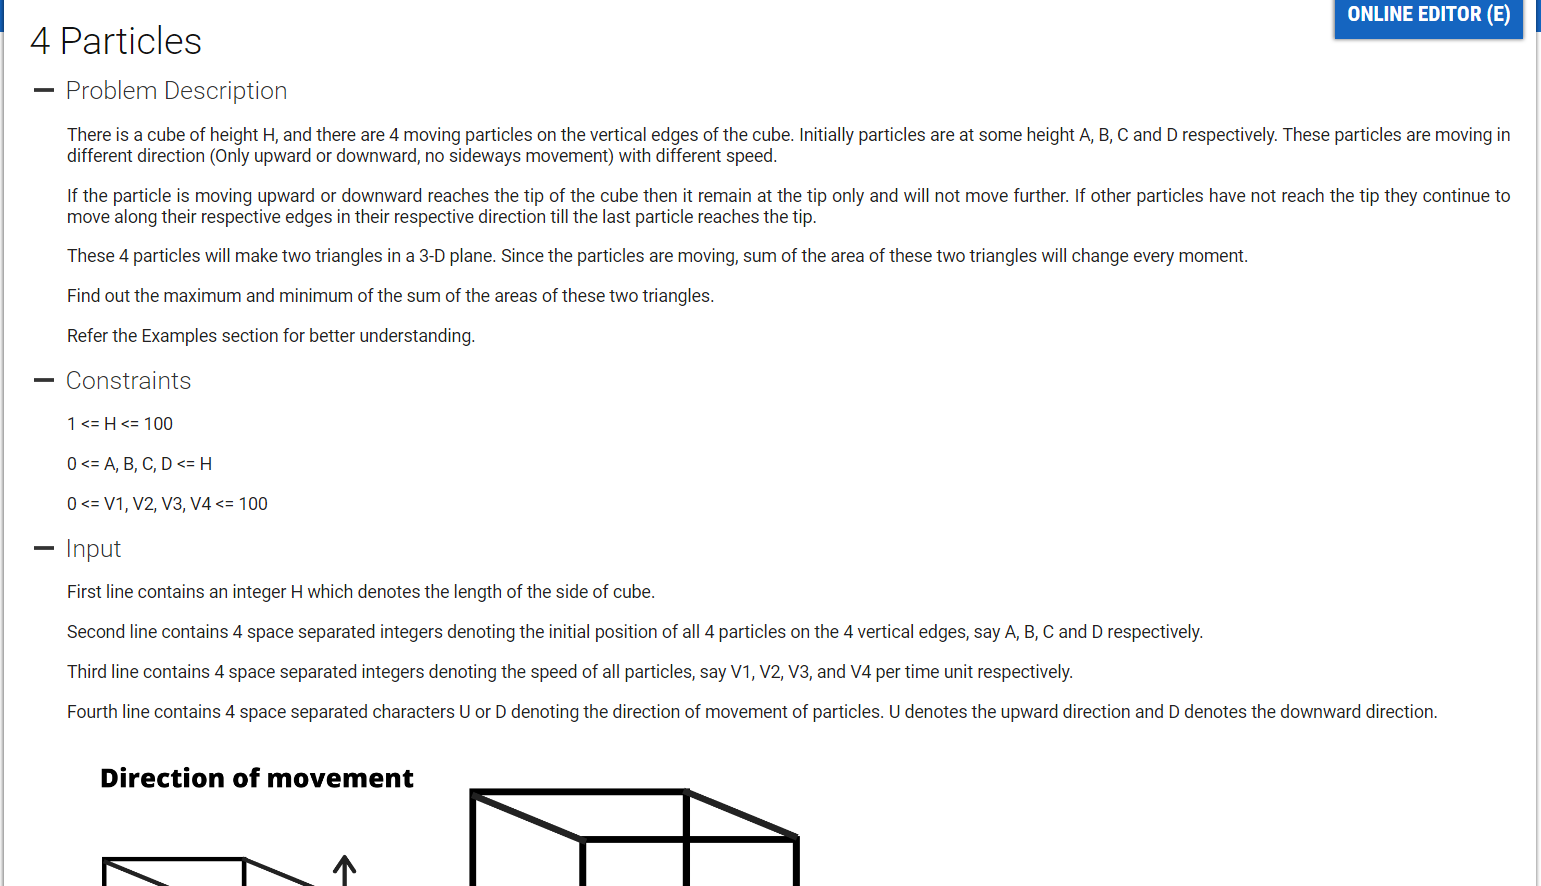 ONLINE EDITOR (E)
4 Particles
Problem Description
There is a cube of height H, and there are 4 moving particles on the vertical edges of the cube. Initially particles are at some height A, B, C and D respectively. These particles are moving in
different direction (Only upward or downward, no sideways movement) with different speed.
If the particle is moving upward or downward reaches the tip of the cube then it remain at the tip only and will not move further. If other particles have not reach the tip they continue to
move along their respective edges in their respective direction till the last particle reaches the tip.
These 4 particles will make two triangles in a 3-D plane. Since the particles are moving, sum of the area of these two triangles will change every moment.
Find out the maximum and minimum of the sum of the areas of these two triangles.
Refer the Examples section for better understanding.
Constraints
1 <= H <= 100
0 <= A, B, C, D <= H
0 <= V1, V2, V3, V4 <= 100
Input
First line contains an integer H which denotes the length of the side of cube.
Second line contains 4 space separated integers denoting the initial position of all 4 particles on the 4 vertical edges, say A, B, C and D respectively.
Third line contains 4 space separated integers denoting the speed of all particles, say V1, V2, V3, and V4 per time unit respectively.
Fourth line contains 4 space separated characters U or D denoting the direction of movement of particles. U denotes the upward direction and D denotes the downward direction.
Direction of movement